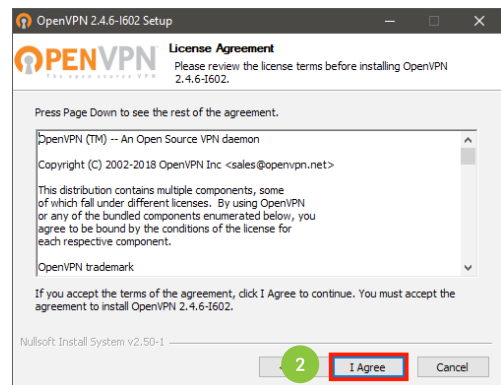 OpenVPN 2.4.6-I602 Setup
OPENVPN
The open source VPN
License Agreement
Please review the license terms before installing OpenVPN
2.4.6-I602.
Press Page Down to see the rest of the agreement.
OpenVPN (TM) -- An Open Source VPN daemon
Copyright (C) 2002-2018 OpenVPN Inc <sales@openvpn.net>
This distribution contains multiple components, some
of which fall under different licenses. By using OpenVPN
or any of the bundled components enumerated below, you
agree to be bound by the conditions of the license for
each respective component.
OpenVPN trademark
If you accept the terms of the agreement, click I Agree to continue. You must accept the
agreement to install OpenVPN 2.4.6-I602.
Nullsoft Install System v2.50-1
2
I Agree
Cancel